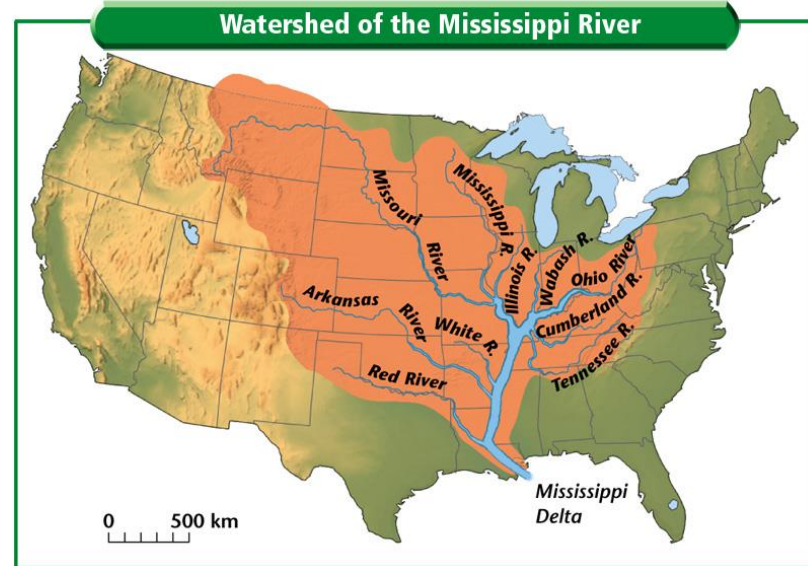 Watershed of the Mississippi River
Missouri
River
Mississippi R.
Illinois R.
Wabash R.
Ohio River
Cumberland R.
Tennessee R.
Arkansas
River
White R.
Red River
Mississippi
Delta
0 500 km